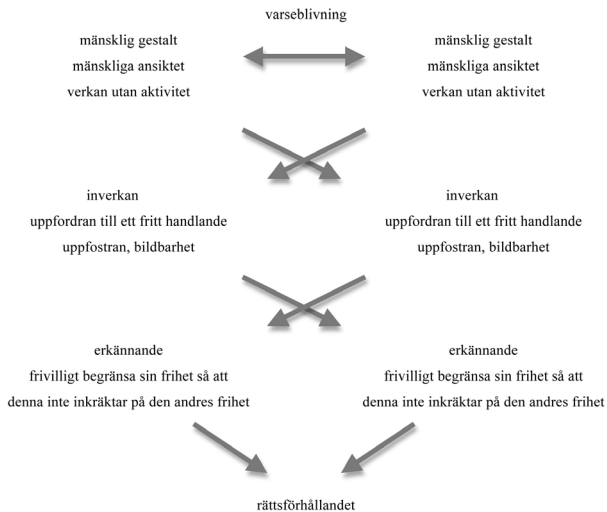 varseblivning
mänsklig gestalt
mänskliga ansiktet
verkan utan aktivitet
mänsklig gestalt
mänskliga ansiktet
verkan utan aktivitet
inverkan
uppfordran till ett fritt handlande
uppfostran, bildbarhet
inverkan
uppfordran till ett fritt handlande
uppfostran, bildbarhet
erkännande
frivilligt begränsa sin frihet så att
denna inte inkräktar på den andres frihet
erkännande
frivilligt begränsa sin frihet så att
denna inte inkräktar på den andres frihet
rättsförhållandet